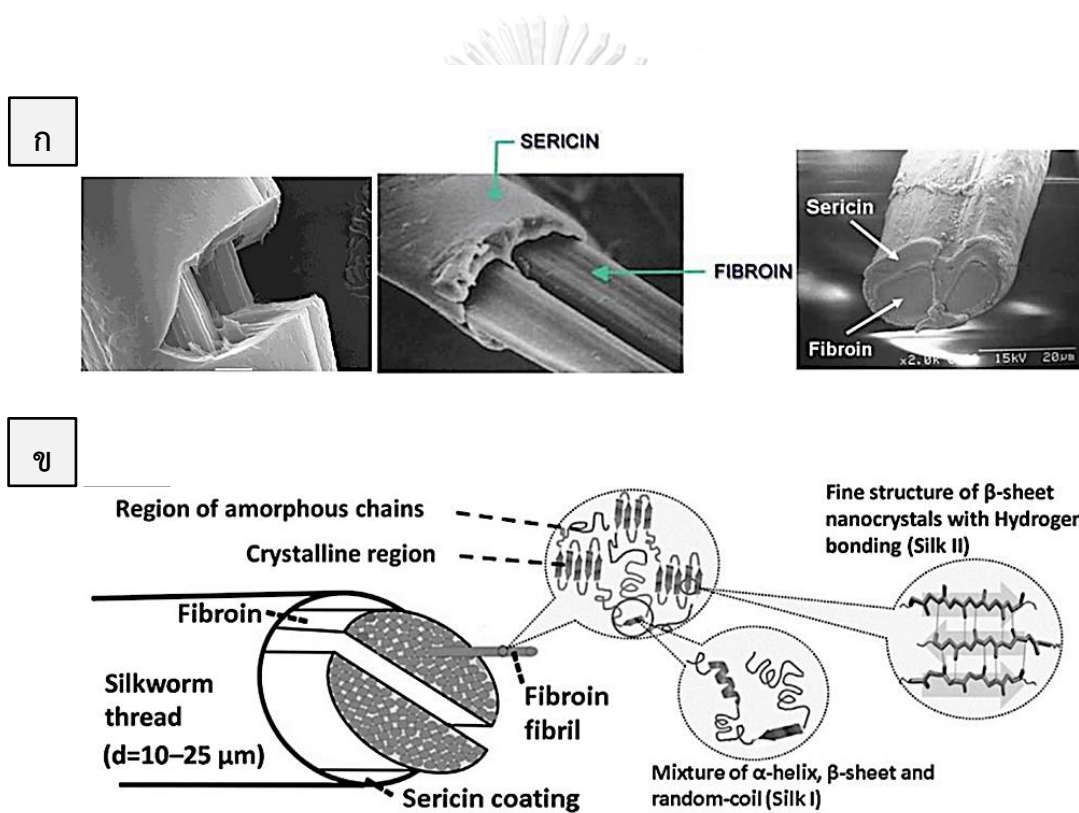 ก
SERICIN
FIBROIN
Sericin
Fibroin
15kV 20µm
ข
Region of amorphous chains
Crystalline region
Fibroin
Silkworm
thread
(d=10–25 µm)
Fibroin
fibril
Sericin coating
Mixture of α-helix, β-sheet and
random-coil (Silk I)
Fine structure of β-sheet
nanocrystals with Hydrogen
bonding (Silk II)